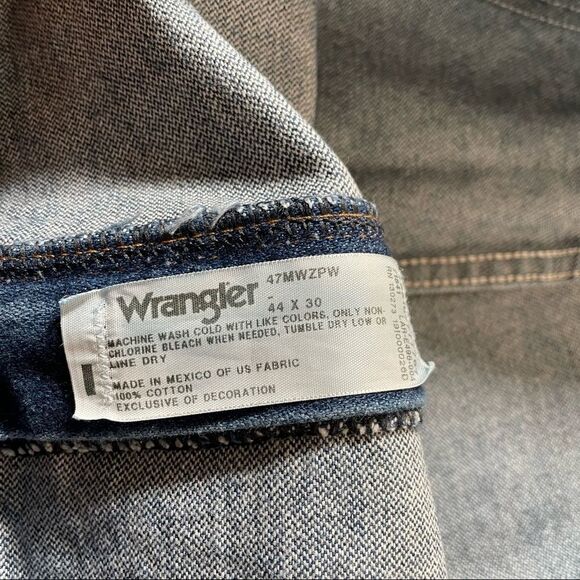 Wrangler
47MWZPW
-
44 X 30
MACHINE WASH COLD WITH LIKE COLORS, ONLY NON-
CHLORINE BLEACH WHEN NEEDED, TUMBLE DRY LOW OR
LINE DRY
MADE IN MEXICO OF US FABRIC
100% COTTON
EXCLUSIVE OF DECORATION